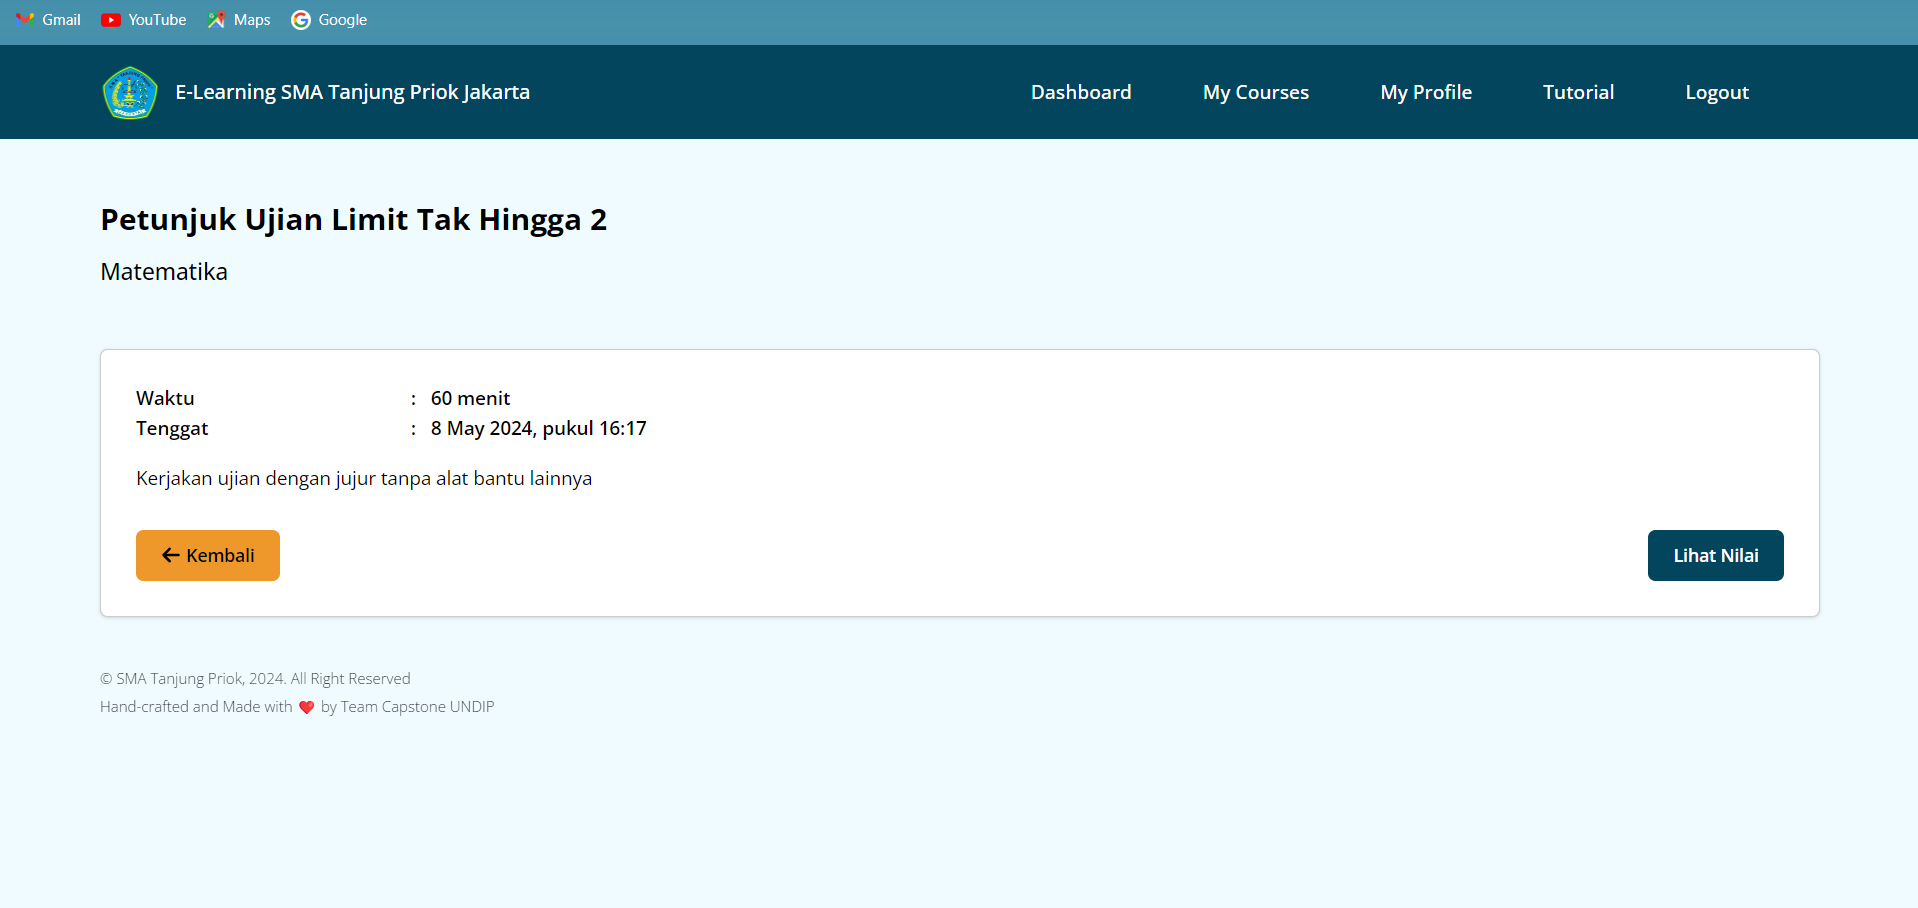 Gmail YouTube Maps Google
E-Learning SMA Tanjung Priok Jakarta Dashboard My Courses My Profile Tutorial Logout
Petunjuk Ujian Limit Tak Hingga 2
Matematika
Waktu : 60 menit
Tenggat : 8 May 2024, pukul 16:17
Kerjakan ujian dengan jujur tanpa alat bantu lainnya
Kembali Lihat Nilai
© SMA Tanjung Priok, 2024. All Right Reserved
Hand-crafted and Made with ❤️ by Team Capstone UNDIP